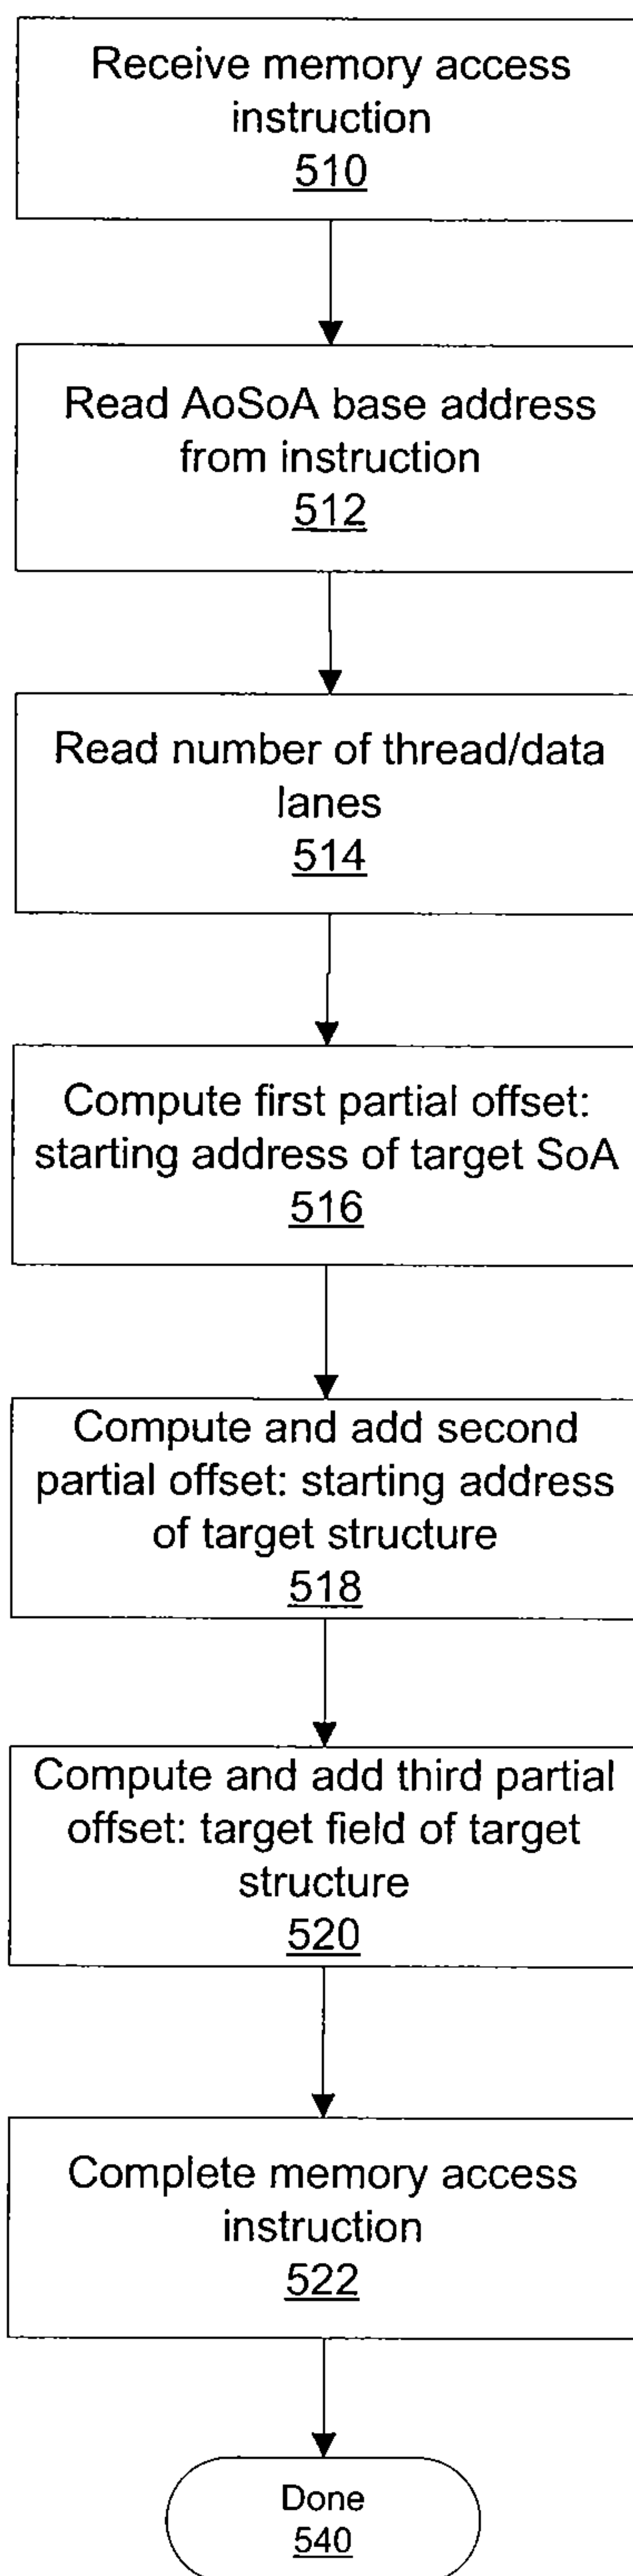 Receive memory access
instruction
510
Read AoSoA base address
from instruction
512
Read number of thread/data
lanes
514
Compute first partial offset:
starting address of target SoA
516
Compute and add second
partial offset: starting address
of target structure
518
Compute and add third partial
offset: target field of target
structure
520
Complete memory access
instruction
522
Done
540